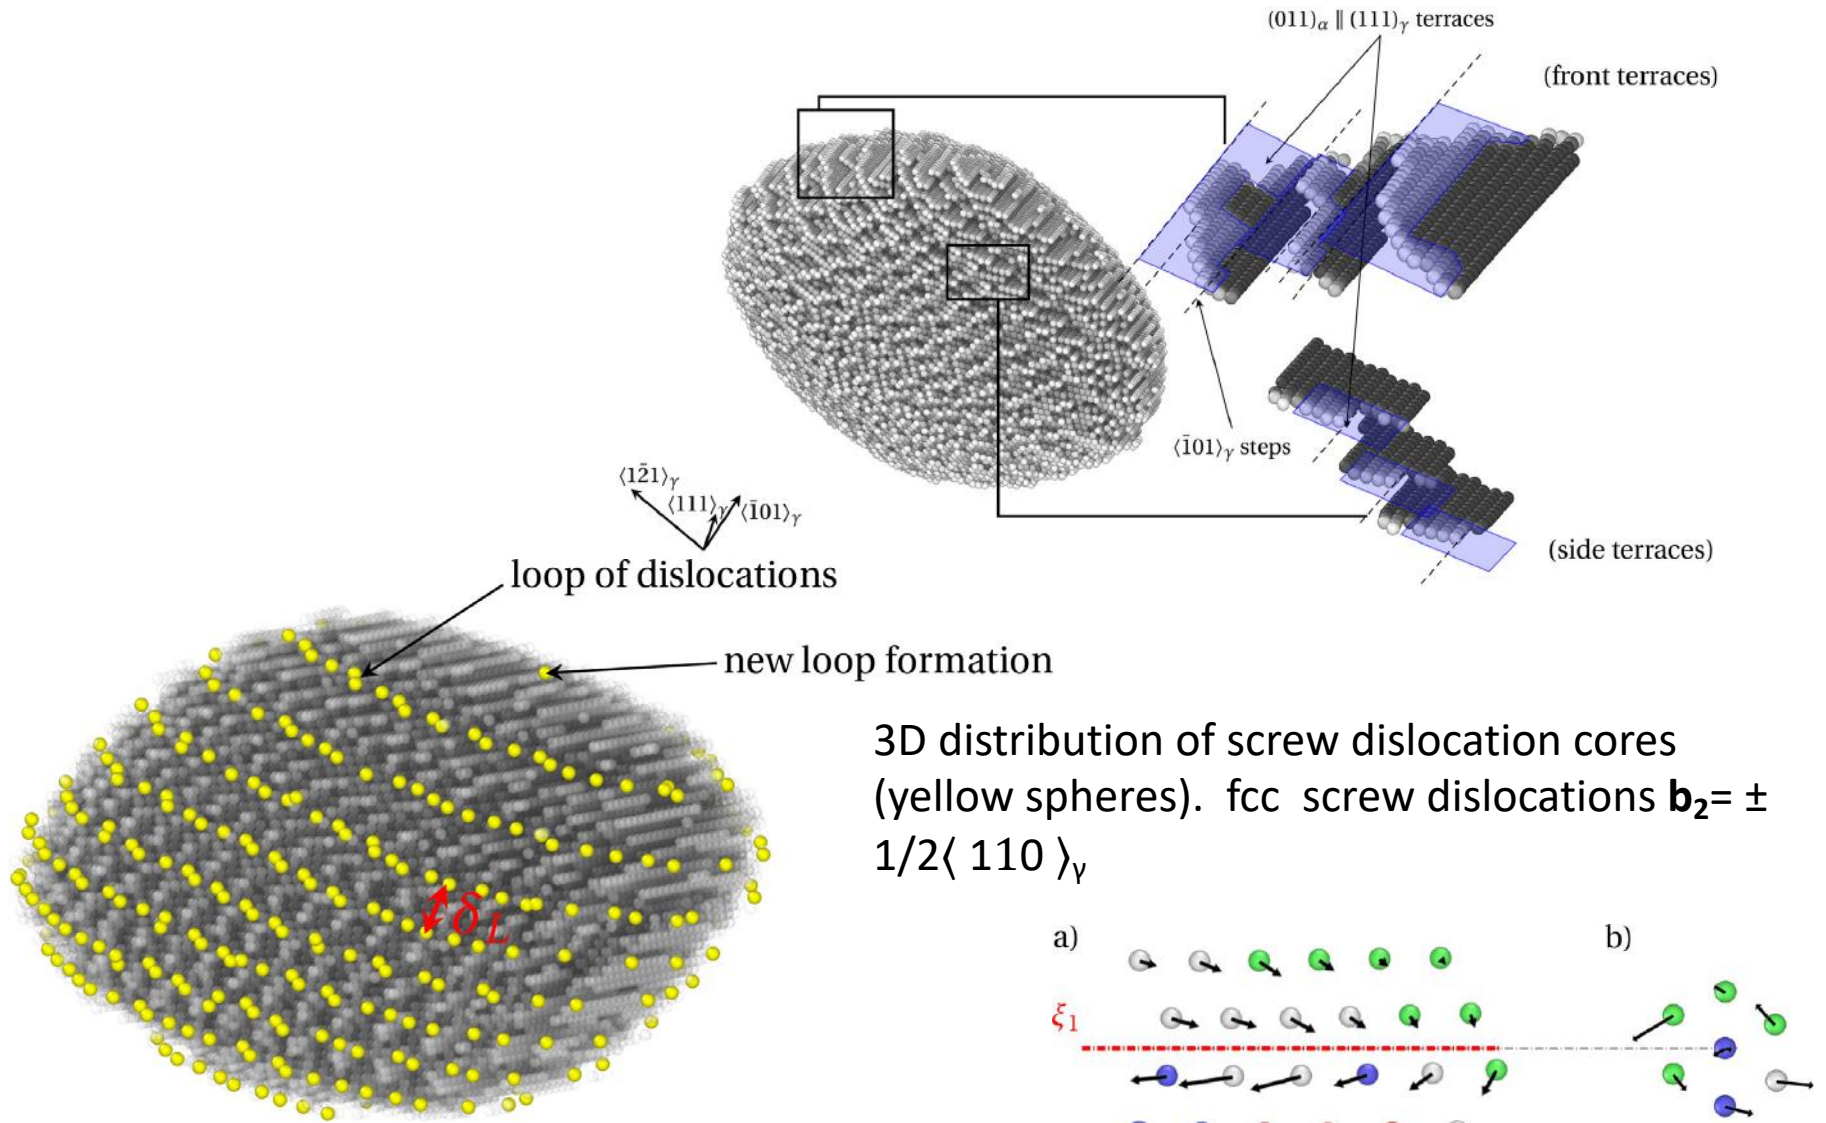 (011)α ∥ (111)γ terraces
(front terraces)
⟨1̄01⟩γ steps
(side terraces)
⟨12̄1⟩γ
⟨111⟩γ
⟨1̄01⟩γ
loop of dislocations
new loop formation
δL
3D distribution of screw dislocation cores
(yellow spheres). fcc screw dislocations b₂= ±
1/2⟨ 110 ⟩γ
a)
b)
ξ₁